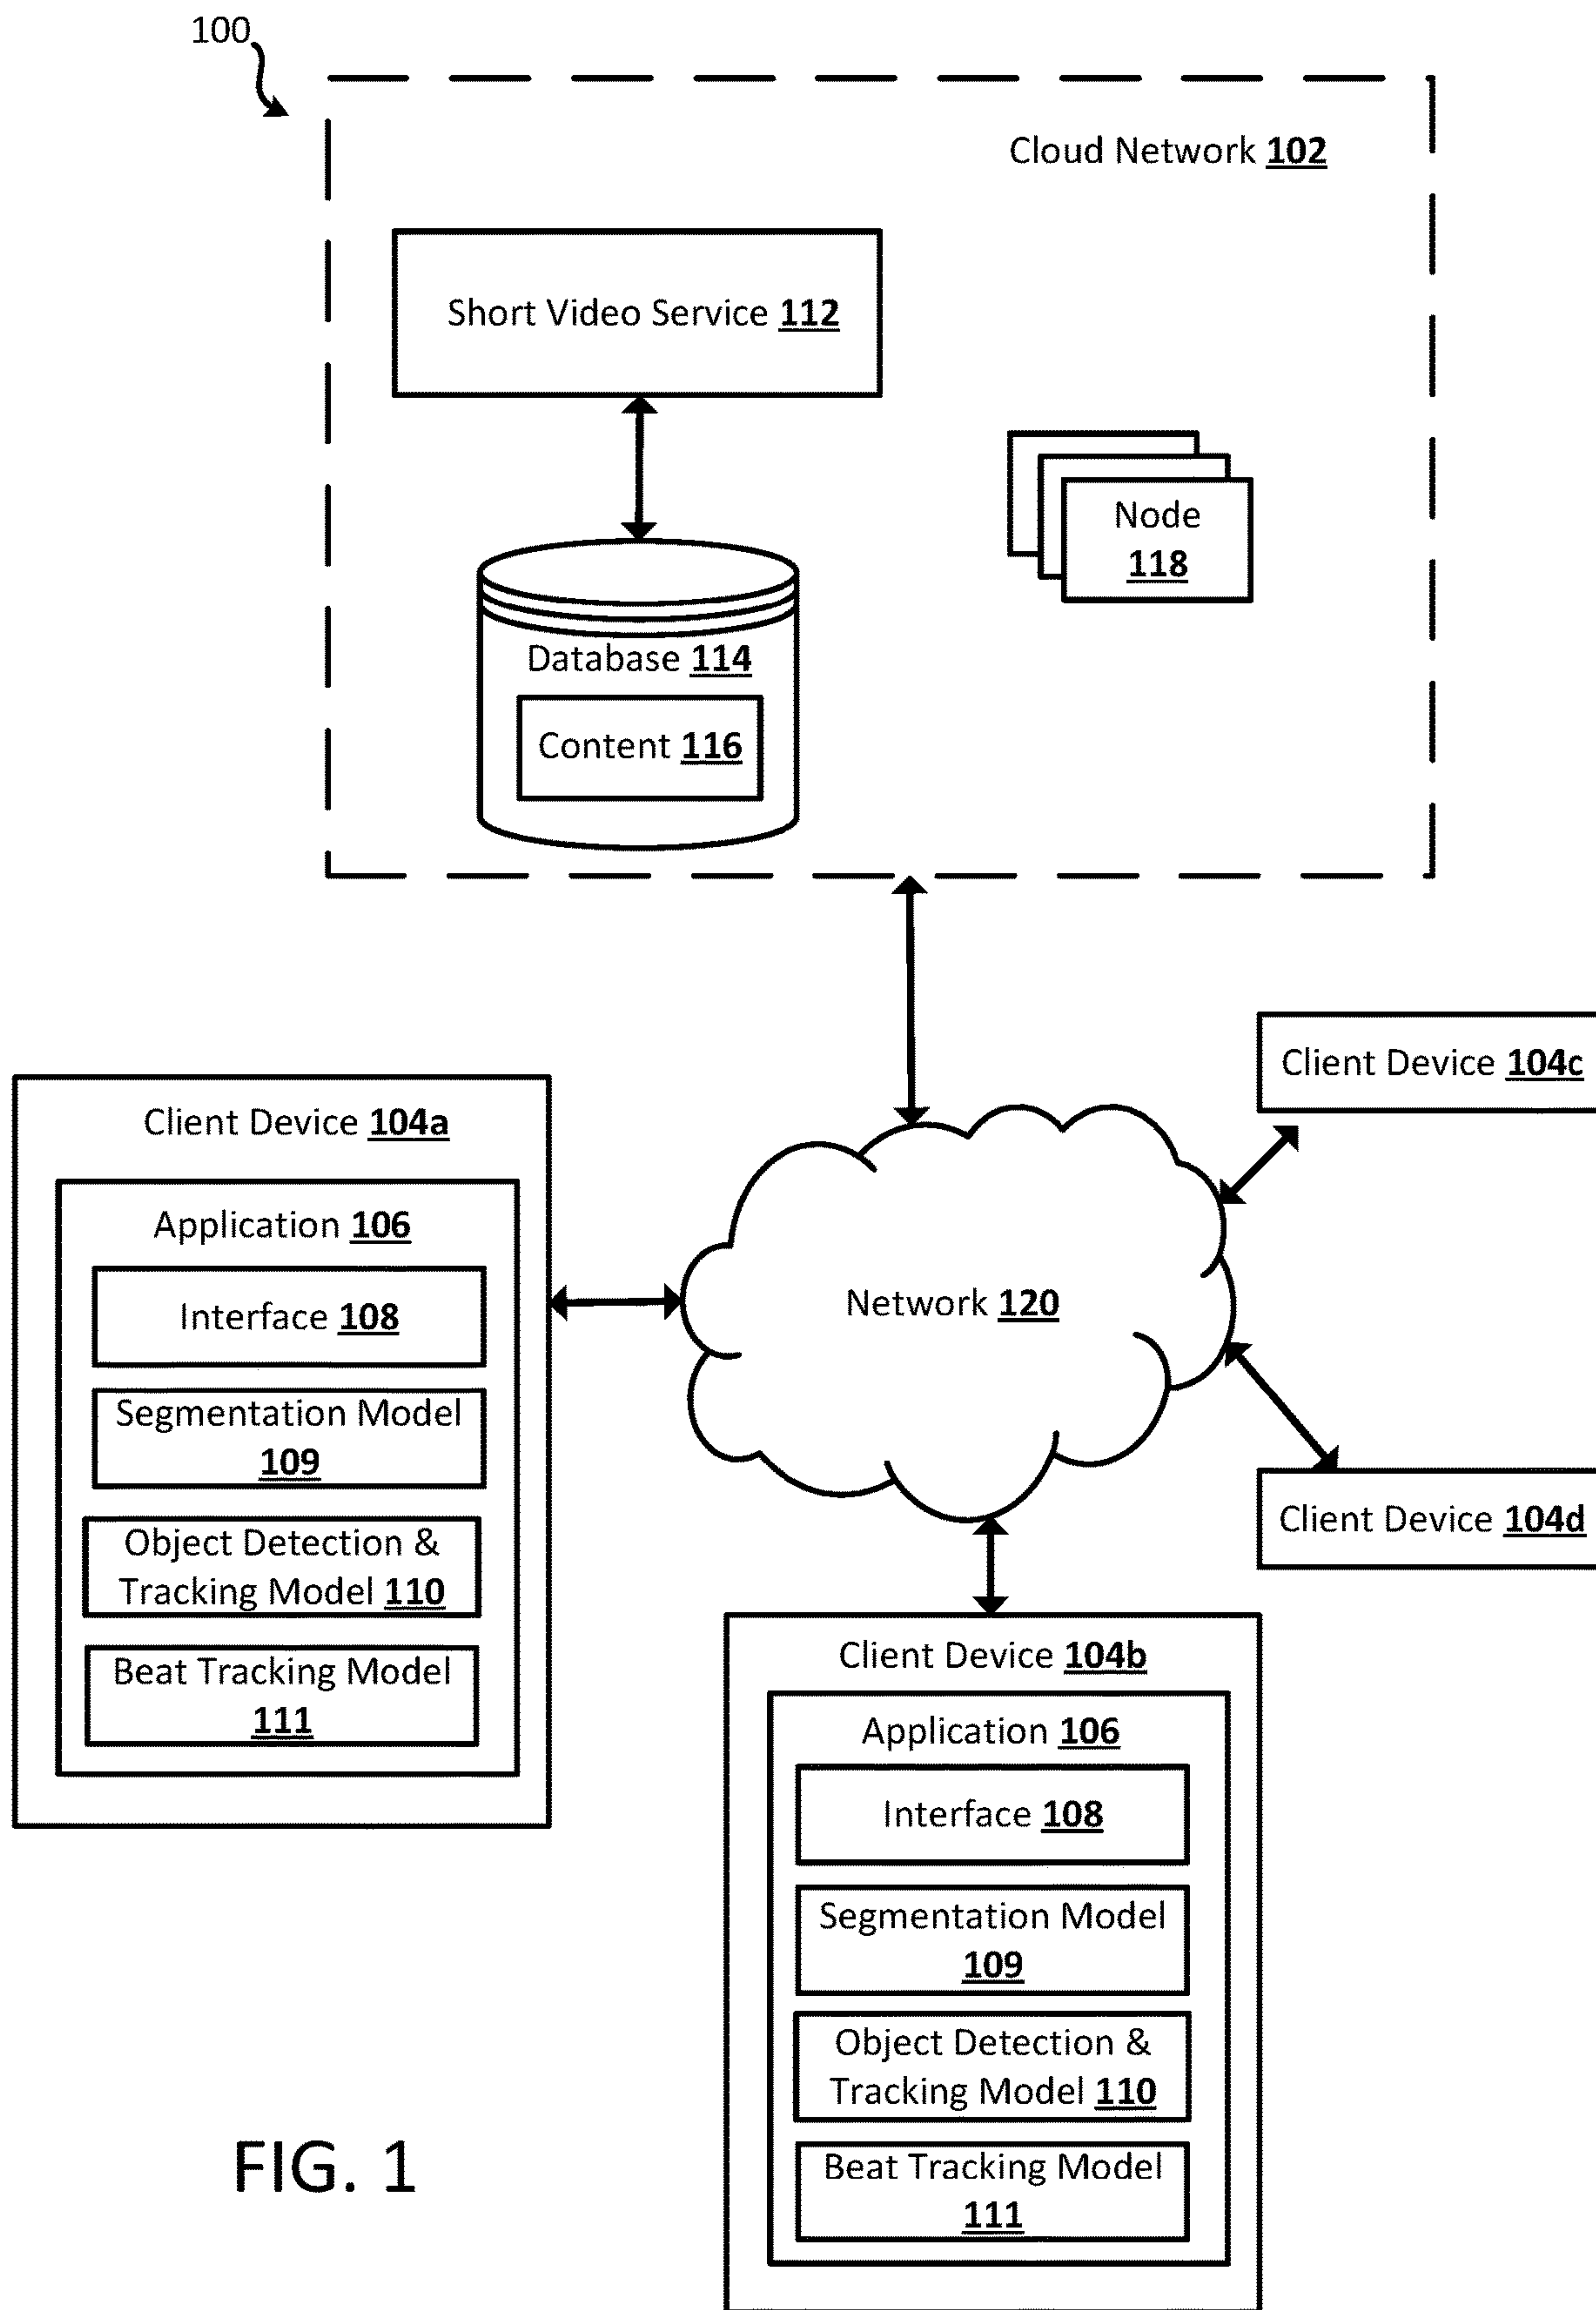 100
Cloud Network 102
Short Video Service 112
Node
118
Database 114
Content 116
Client Device 104c
Client Device 104a
Application 106
Interface 108
Segmentation Model
109
Object Detection &
Tracking Model 110
Beat Tracking Model
111
Network 120
Client Device 104d
Client Device 104b
Application 106
Interface 108
Segmentation Model
109
Object Detection &
Tracking Model 110
Beat Tracking Model
111
FIG. 1